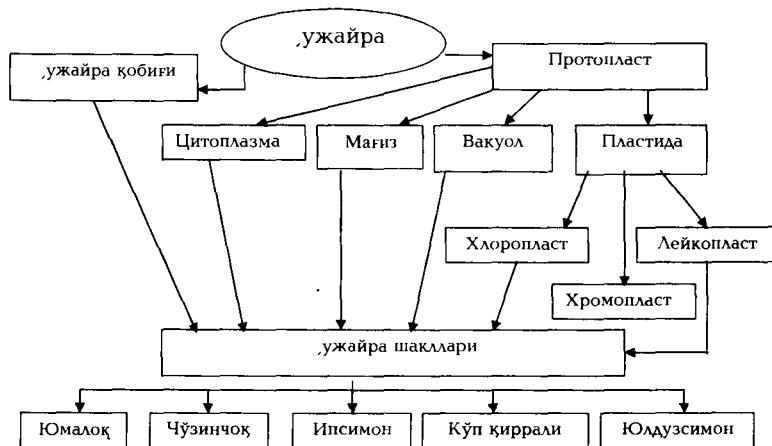 ужайра
ужайра қобиғи
Протопласт
Цитоплазма
Мағиз
Вакуол
Пластида
Хлоропласт
Лейкопласт
Хромопласт
ужайра шакллари
Юмалоқ
Чўзинчоқ
Ипсимон
Кўп қиррали
Юлдузсимон